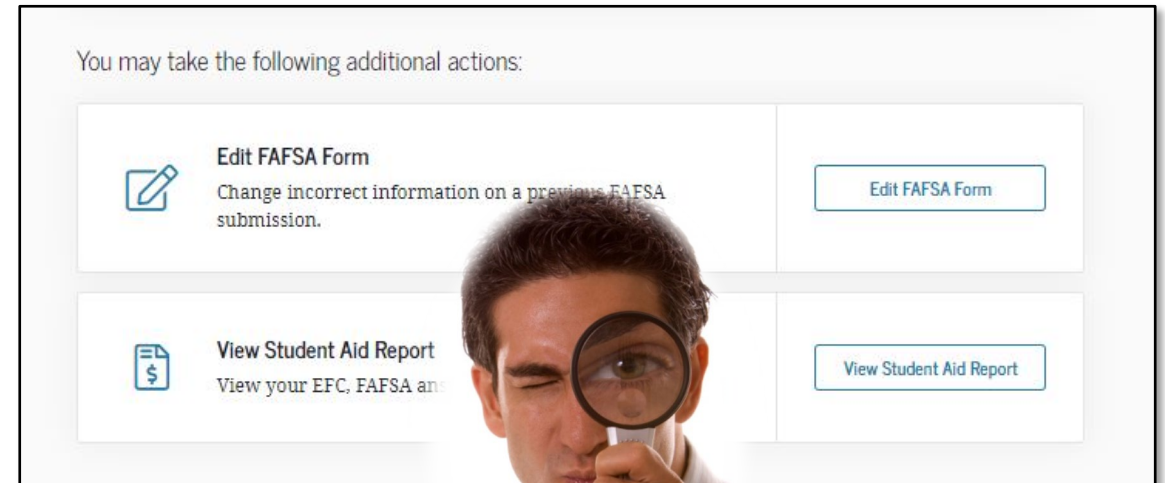 You may take the following additional actions:
Edit FAFSA Form
Change incorrect information on a previous FAFSA
submission.
Edit FAFSA Form
View Student Aid Report
View your EFC, FAFSA
View Student Aid Report